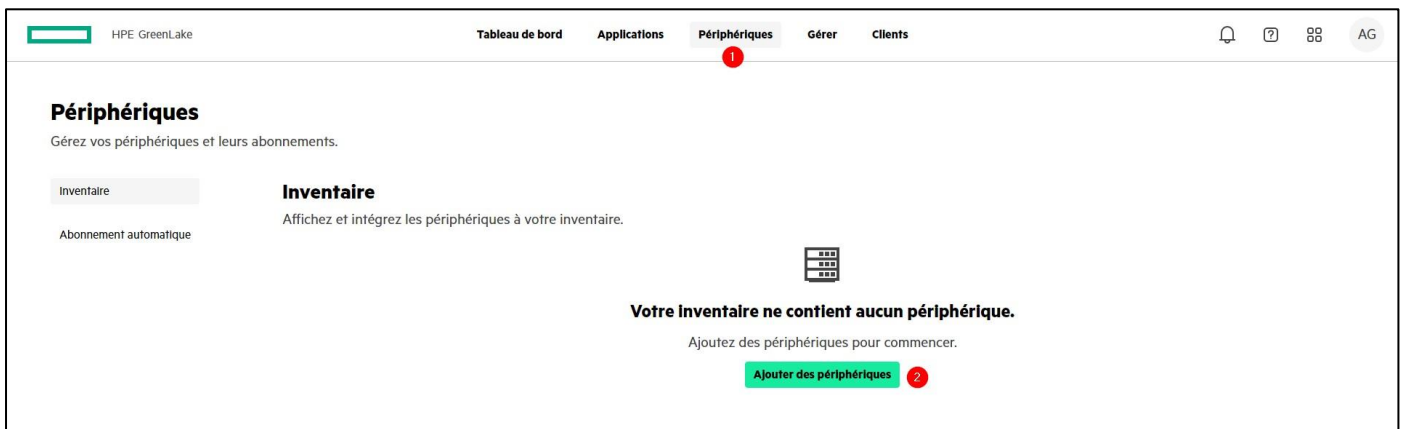 HPE GreenLake
Tableau de bord Applications Périphériques Gérer Clients
AG
1
Périphériques
Gérez vos périphériques et leurs abonnements.
Inventaire
Abonnement automatique
Inventaire
Affichez et intégrez les périphériques à votre inventaire.
Votre inventaire ne contient aucun périphérique.
Ajoutez des périphériques pour commencer.
Ajouter des périphériques 2